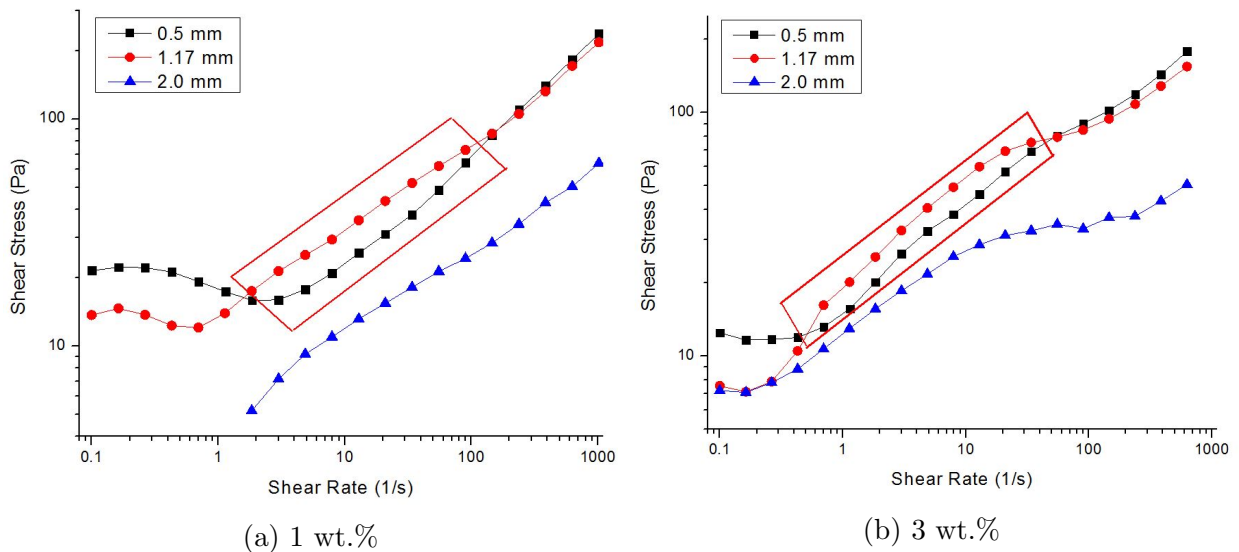 0.5 mm
1.17 mm
2.0 mm
Shear Stress (Pa)
100
10
0.1 1 10 100 1000
Shear Rate (1/s)
(a) 1 wt.%
0.5 mm
1.17 mm
2.0 mm
Shear Stress (Pa)
100
10
0.1 1 10 100 1000
Shear Rate (1/s)
(b) 3 wt.%